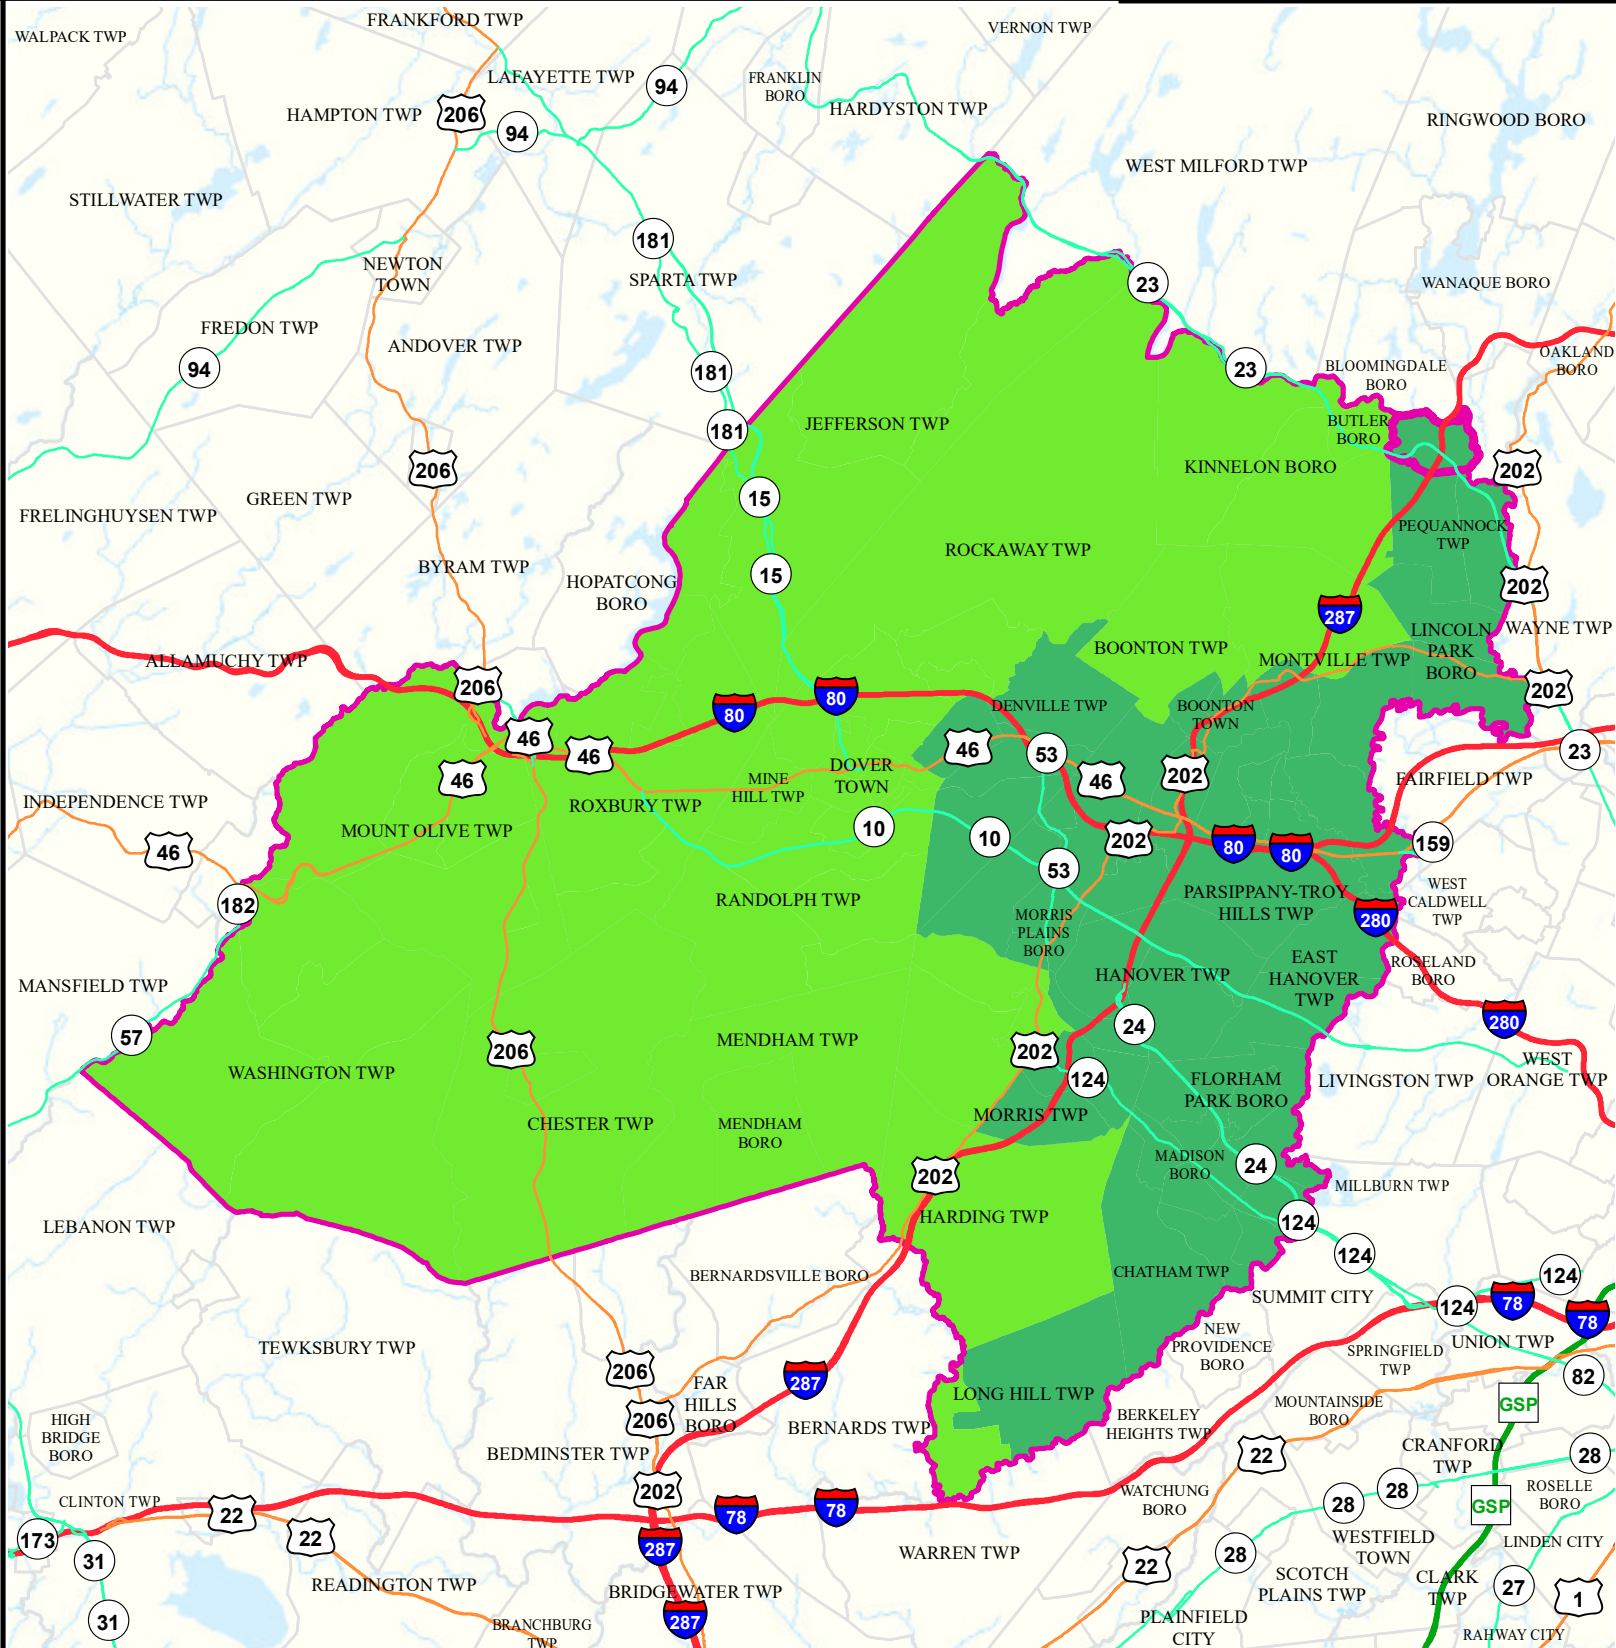 FRANKFORD TWP
WALPACK TWP
VERNON TWP
LAFAYETTE TWP
FRANKLIN
BORO
94
HARDYSTON TWP
HAMPTON TWP
206
94
RINGWOOD BORO
WEST MILFORD TWP
STILLWATER TWP
181
NEWTON
TOWN
SPARTA TWP
23
WANAQUE BORO
FREDON TWP
ANDOVER TWP
94
181
23
BLOOMINGDALE
BORO
OAKLAND
BORO
181
JEFFERSON TWP
BUTLER
BORO
206
KINNELON BORO
202
GREEN TWP
15
FRELINGHUYSEN TWP
PEQUANNOCK
TWP
BYRAM TWP
ROCKAWAY TWP
HOPATCONG
BORO
15
202
287
LINCOLN
PARK
BORO
WAYNE TWP
ALLAMUCHY TWP
BOONTON TWP
MONTVILLE TWP
206
80
80
DENVILLE TWP
BOONTON
TOWN
202
46
46
46
53
23
46
MINE
HILL TWP
DOVER
TOWN
46
202
FAIRFIELD TWP
INDEPENDENCE TWP
ROXBURY TWP
MOUNT OLIVE TWP
10
10
202
80
80
159
46
53
182
RANDOLPH TWP
MORRIS
PLAINS
BORO
PARSIPPANY-TROY
HILLS TWP
280
WEST
CALDWELL
TWP
MANSFIELD TWP
HANOVER TWP
EAST
HANOVER
TWP
ROSELAND
BORO
57
206
MENDHAM TWP
202
24
280
WASHINGTON TWP
124
FLORHAM
PARK BORO
LIVINGSTON TWP
WEST
ORANGE TWP
CHESTER TWP
MENDHAM
BORO
MORRIS TWP
202
MADISON
BORO
24
MILLBURN TWP
LEBANON TWP
HARDING TWP
124
124
BERNARDSVILLE BORO
CHATHAM TWP
124
SUMMIT CITY
124
78
78
TEWKSBURY TWP
NEW
PROVIDENCE
BORO
UNION TWP
SPRINGFIELD
TWP
206
287
82
FAR
HILLS
BORO
206
LONG HILL TWP
GSP
MOUNTAINSIDE
BORO
HIGH
BRIDGE
BORO
BERNARDS TWP
BERKELEY
HEIGHTS TWP
BEDMINSTER TWP
22
CRANFORD
TWP
28
202
CLINTON TWP
22
78
78
WATCHUNG
BORO
28
28
GSP
ROSELLE
BORO
173
22
287
WARREN TWP
28
WESTFIELD
TOWN
LINDEN CITY
31
22
READINGTON TWP
BRIDGEWATER TWP
SCOTCH
PLAINS TWP
CLARK
TWP
27
1
31
287
BRANCHBURG
TWP
PLAINFIELD
CITY
RAHWAY CITY